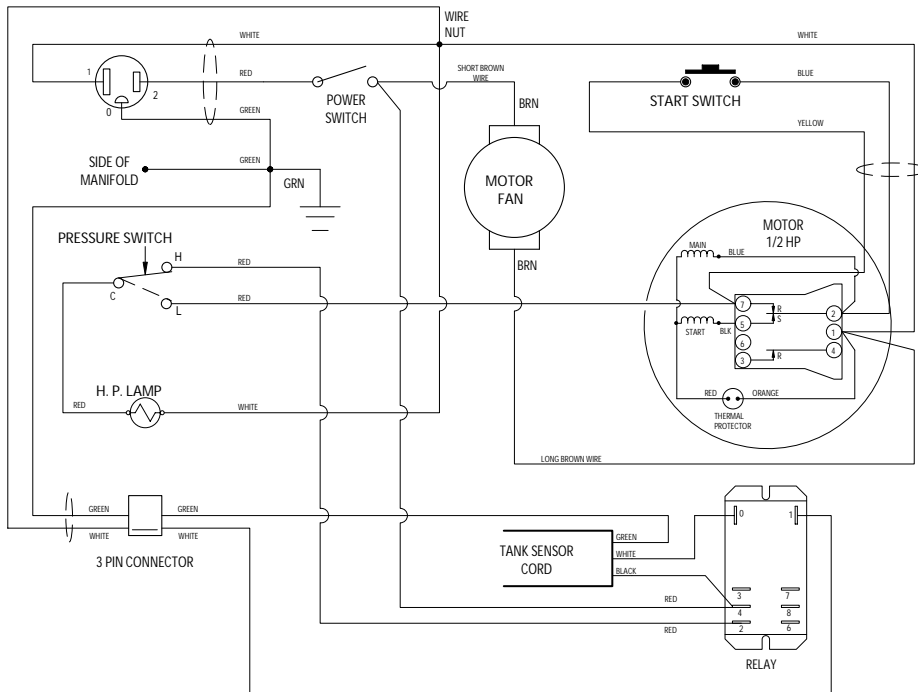 WIRE
NUT
WHITE
WHITE
1
RED
2
0
GREEN
POWER
SWITCH
SHORT BROWN
WIRE
BRN
START SWITCH
BLUE
YELLOW
SIDE OF
MANIFOLD
GREEN
GRN
MOTOR
FAN
BRN
PRESSURE SWITCH
H
RED
C
L
RED
MOTOR
1/2 HP
MAIN
BLUE
START
BLK
7
5
6
3
R
S
R
2
1
4
RED
ORANGE
THERMAL
PROTECTOR
H. P. LAMP
RED
WHITE
LONG BROWN WIRE
GREEN
GREEN
WHITE
WHITE
3 PIN CONNECTOR
TANK SENSOR
CORD
GREEN
WHITE
BLACK
RED
RED
0
1
3
7
4
8
2
6
RELAY